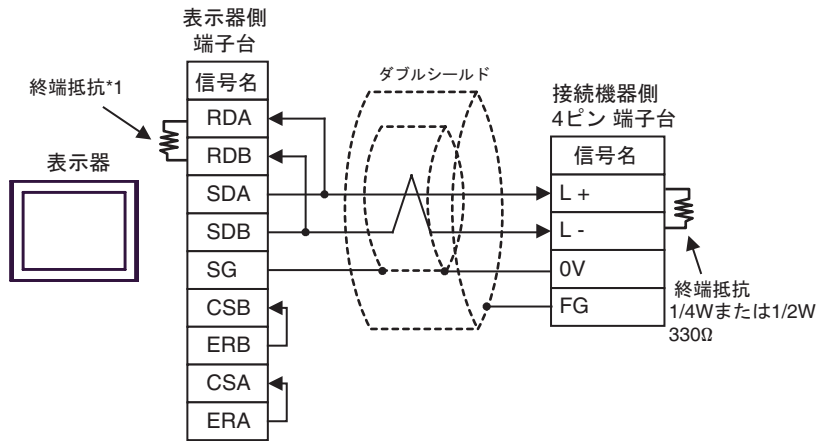 表示器側
端子台
終端抵抗*1
表示器
信号名
RDA
RDB
SDA
SDB
SG
CSB
ERB
CSA
ERA
ダブルシールド
接続機器側
4ピン 端子台
信号名
L +
L -
0V
FG
終端抵抗
1/4Wまたは1/2W
330Ω